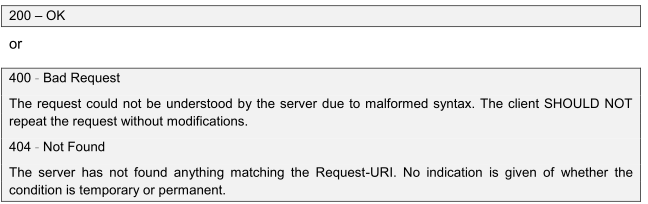 200 – OK
or
400 - Bad Request
The request could not be understood by the server due to malformed syntax. The client SHOULD NOT
repeat the request without modifications.
404 - Not Found
The server has not found anything matching the Request-URI. No indication is given of whether the
condition is temporary or permanent.